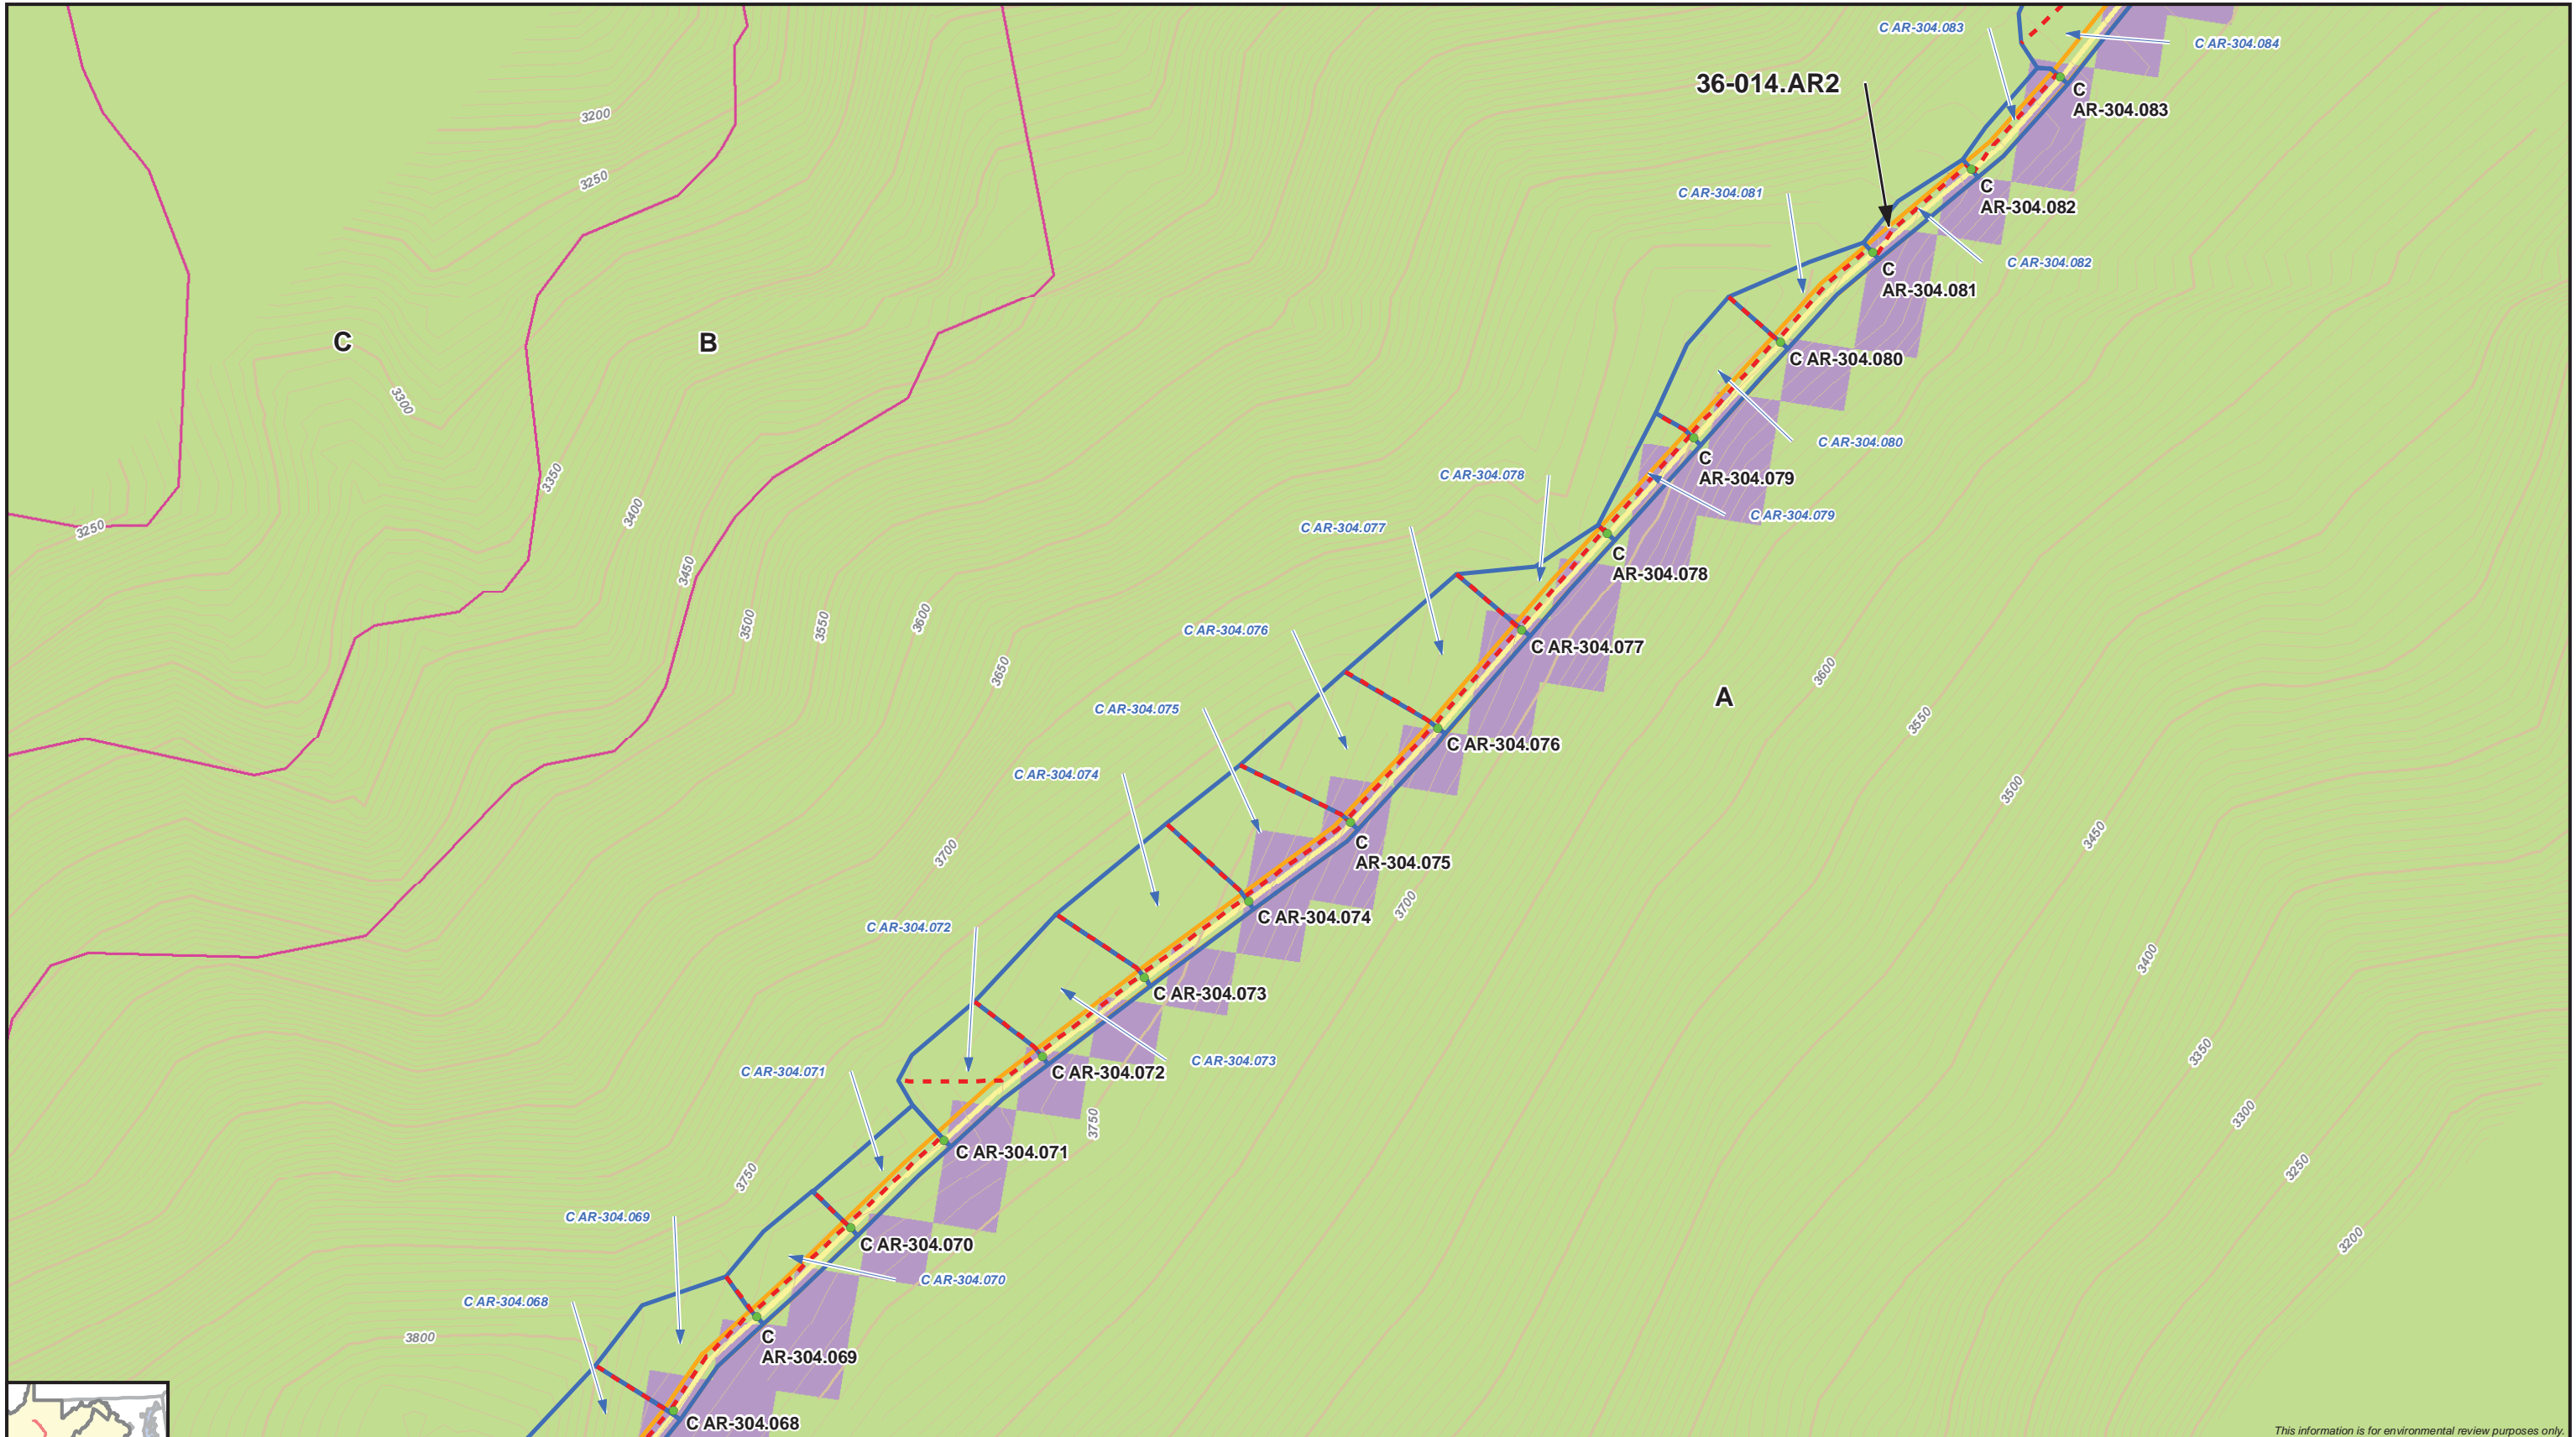 C AR-304.083
C AR-304.084
36-014.AR2
C
AR-304.083
3200
3250
C AR-304.081
C
AR-304.082
C AR-304.082
C
AR-304.081
C
B
C AR-304.080
3300
C AR-304.080
C
AR-304.079
C AR-304.078
3350
3400
C AR-304.079
3250
C AR-304.077
C
AR-304.078
3450
3500
3550
3600
C AR-304.076
C AR-304.077
3650
3600
A
C AR-304.075
3550
C AR-304.076
C AR-304.074
3500
3450
3700
C
AR-304.075
3700
C AR-304.074
C AR-304.072
3400
C AR-304.073
C AR-304.073
3350
C AR-304.071
C AR-304.072
3300
3750
C AR-304.071
3250
3750
C AR-304.069
C AR-304.070
3200
C AR-304.070
C AR-304.068
3800
C
AR-304.069
C AR-304.068
This information is for environmental review purposes only.